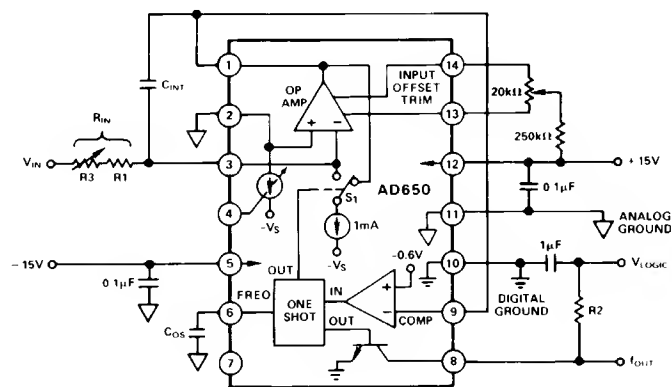 1
14
OP
AMP
INPUT
OFFSET
TRIM
20kΩ
CINT
2
13
250kΩ
RIN
+ −
VIN
R3 R1
3
12
+15V
S1
AD650
4
0 1µF
−VS
1mA
11
ANALOG
GROUND
−VS
1µF
−15V
5
−0.6V
10
VLOGIC
OUT
0 1µF
DIGITAL
GROUND
R2
FREO
IN
+
−
6
ONE
SHOT
COMP
9
COS
OUT
7
8
fOUT